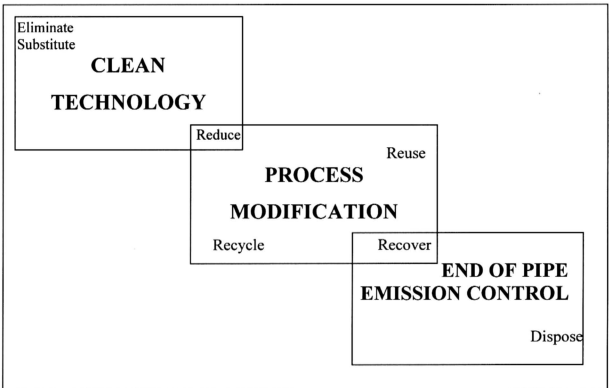 Eliminate
Substitute
CLEAN
TECHNOLOGY
Reduce
Reuse
PROCESS
MODIFICATION
Recycle
Recover
END OF PIPE
EMISSION CONTROL
Dispose